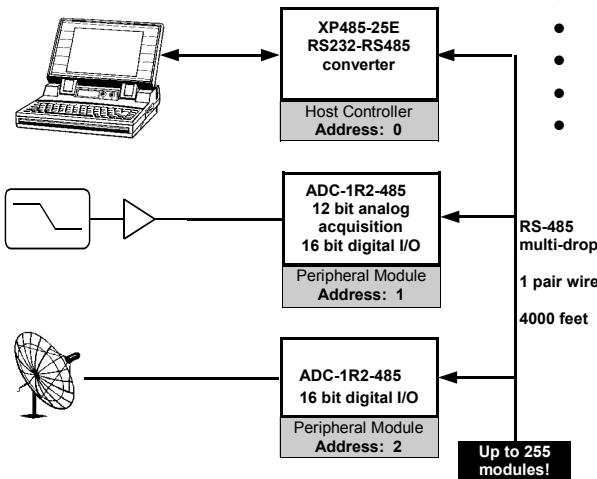 XP485-25E
RS232-RS485
converter
Host Controller
Address: 0
ADC-1R2-485
12 bit analog
acquisition
16 bit digital I/O
Peripheral Module
Address: 1
RS-485
multi-drop
1 pair wire
4000 feet
ADC-1R2-485
16 bit digital I/O
Peripheral Module
Address: 2
Up to 255
modules!